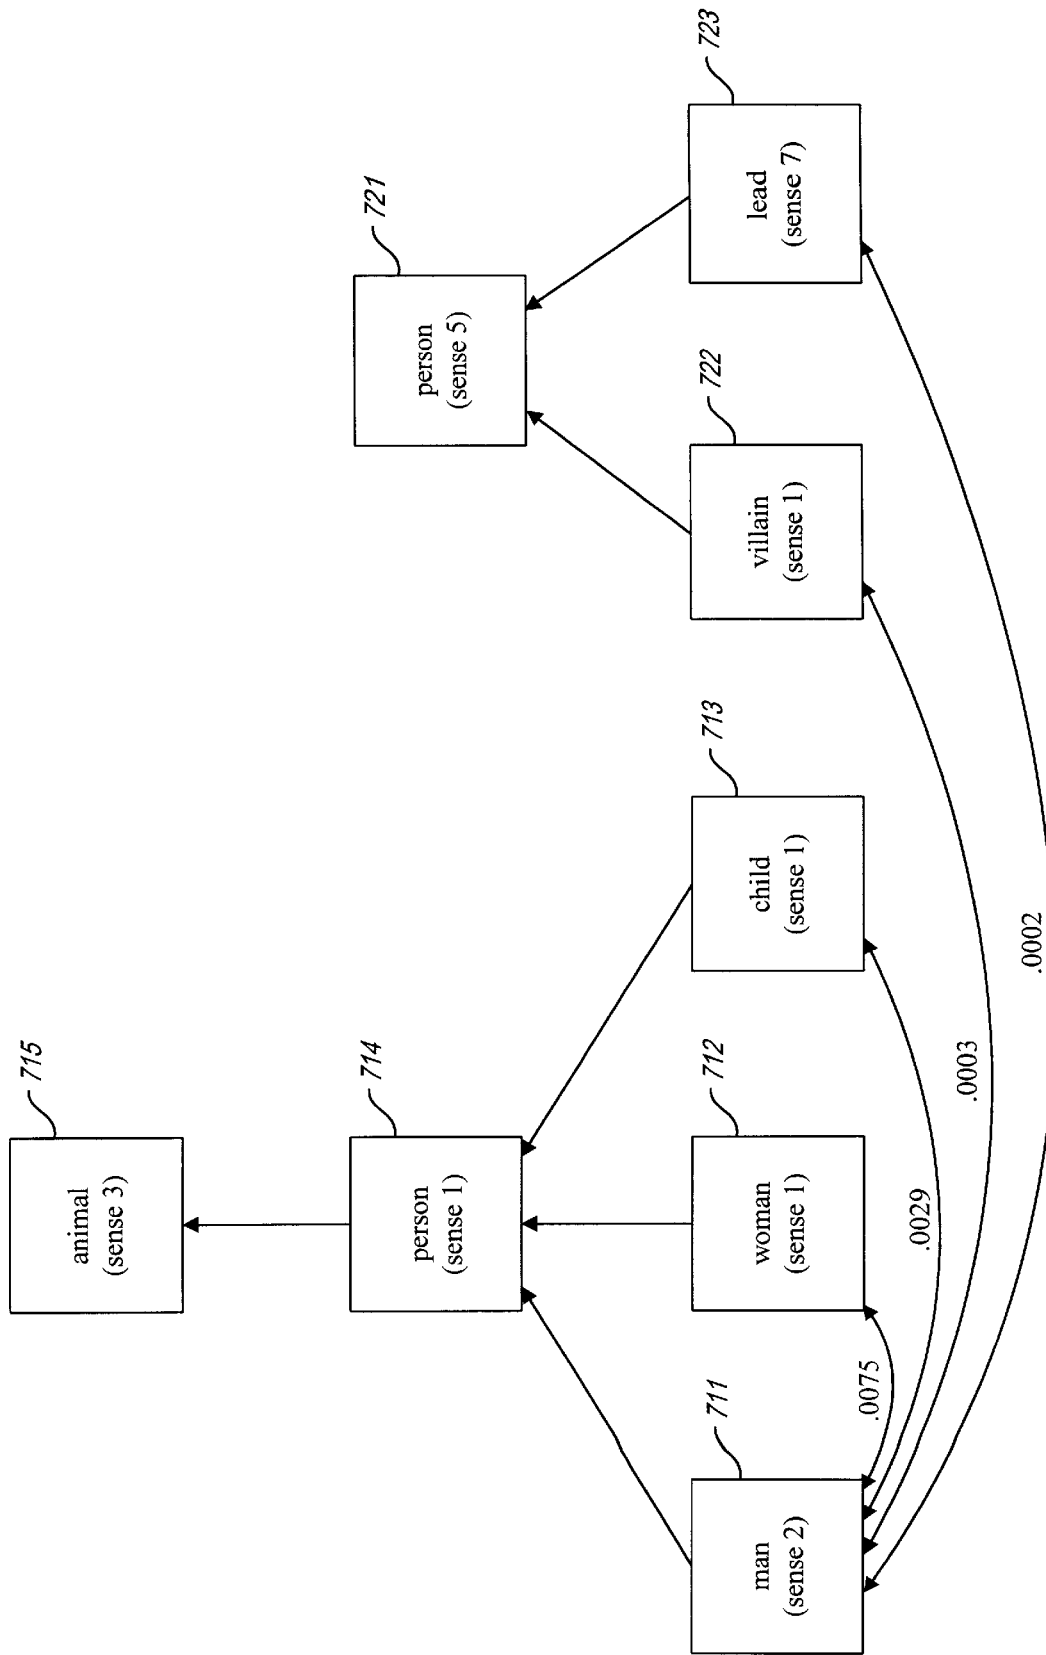 715
animal
(sense 3)
714
person
(sense 1)
721
person
(sense 5)
711
man
(sense 2)
712
woman
(sense 1)
713
child
(sense 1)
722
villain
(sense 1)
723
lead
(sense 7)
.0075
.0029
.0003
.0002